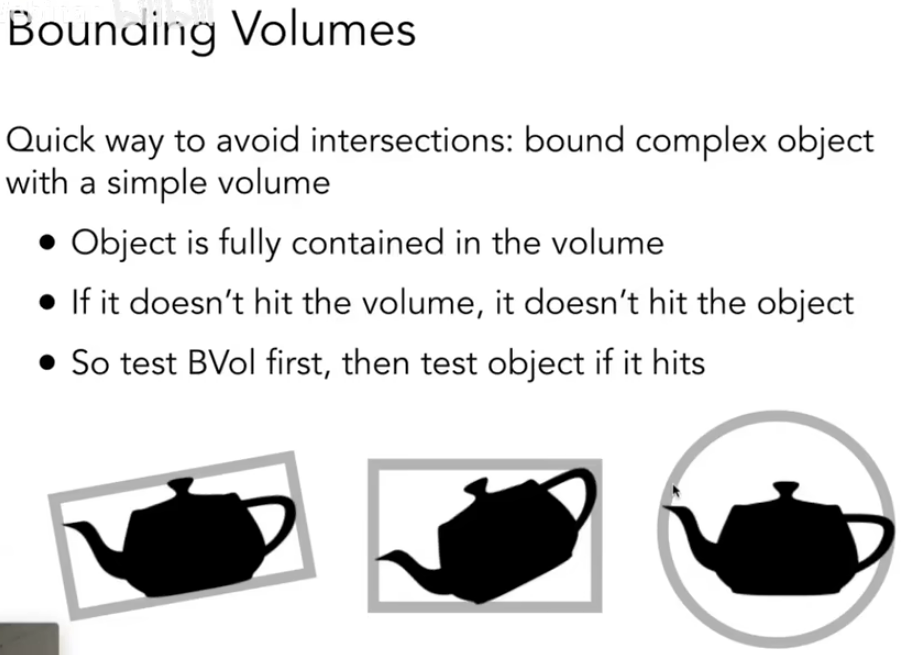 Bounding Volumes
Quick way to avoid intersections: bound complex object
with a simple volume
● Object is fully contained in the volume
● If it doesn’t hit the volume, it doesn’t hit the object
● So test BVol first, then test object if it hits